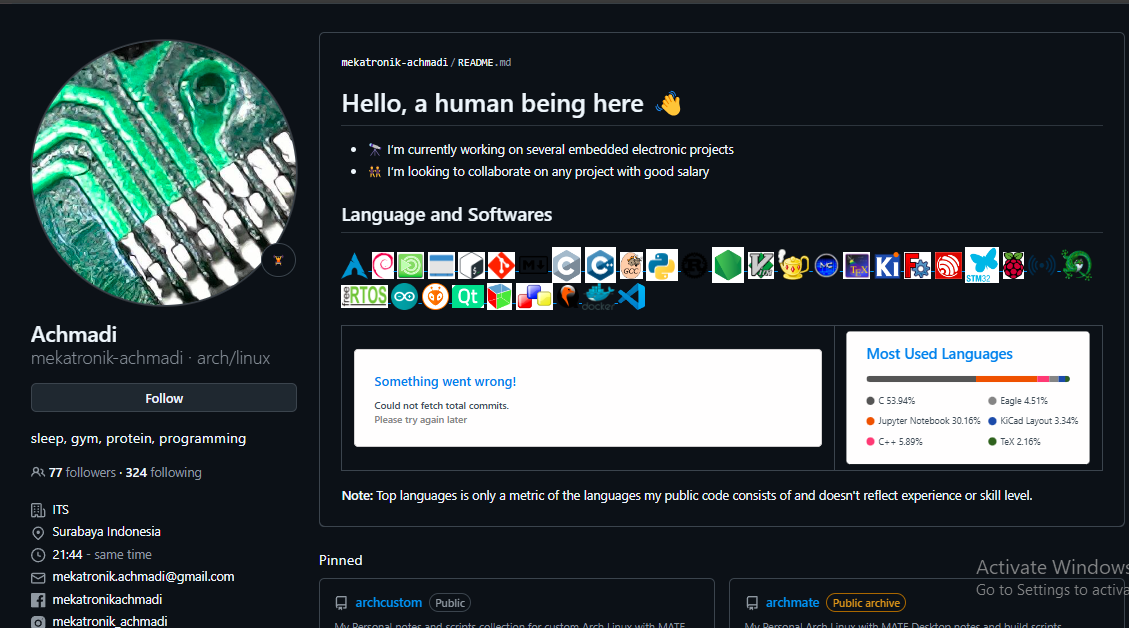 mekatronik-achmadi / README.md
Hello, a human being here 👋
I'm currently working on several embedded electronic projects
I'm looking to collaborate on any project with good salary
Language and Softwares
M
GCC
TEX
Ki
F
STM32
free RTOS
Qt
docker
Achmadi
mekatronik-achmadi · arch/linux
Follow
sleep, gym, protein, programming
77 followers · 324 following
ITS
Surabaya Indonesia
21:44 - same time
mekatronik.achmadi@gmail.com
mekatronikachmadi
mekatronik_achmadi
Something went wrong!
Could not fetch total commits.
Please try again later
Most Used Languages
C 53.94%
Jupyter Notebook 30.16%
C++ 5.89%
Eagle 4.51%
KiCad Layout 3.34%
TeX 2.16%
Note: Top languages is only a metric of the languages my public code consists of and doesn't reflect experience or skill level.
Pinned
archcustom Public
My Personal notes and scripts collection for custom Arch Linux with MATE
archmate Public archive
My Personal Arch Linux with MATE Desktop notes and build scripts
Activate Windows
Go to Settings to activa